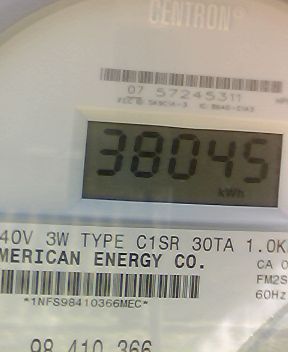 CENTRON®
07 57245311
38045
kWh
40V 3W TYPE C1SR 30TA 1.0K
MERICAN ENERGY CO.
CA 0
FM2S
60Hz
*1NFS98410366MEC*
98 410 366